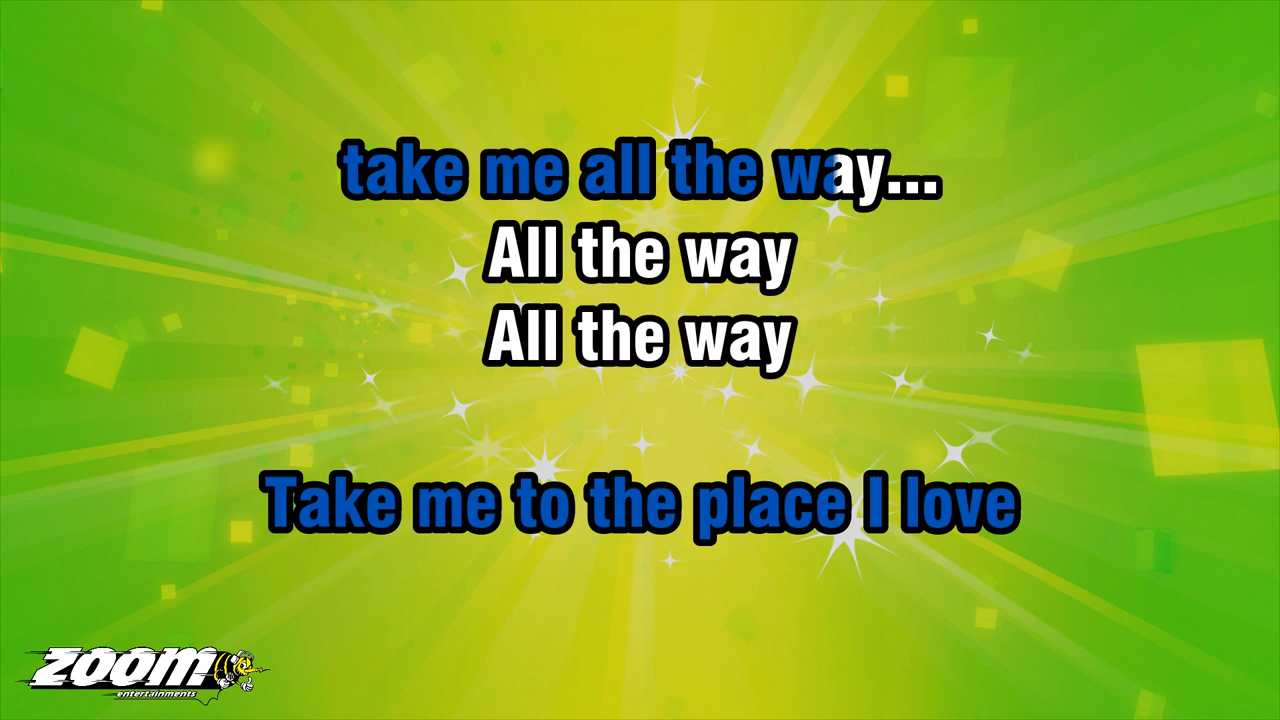 take me all the way...
All the way
All the way
Take me to the place I love
ZOOM
entertainments